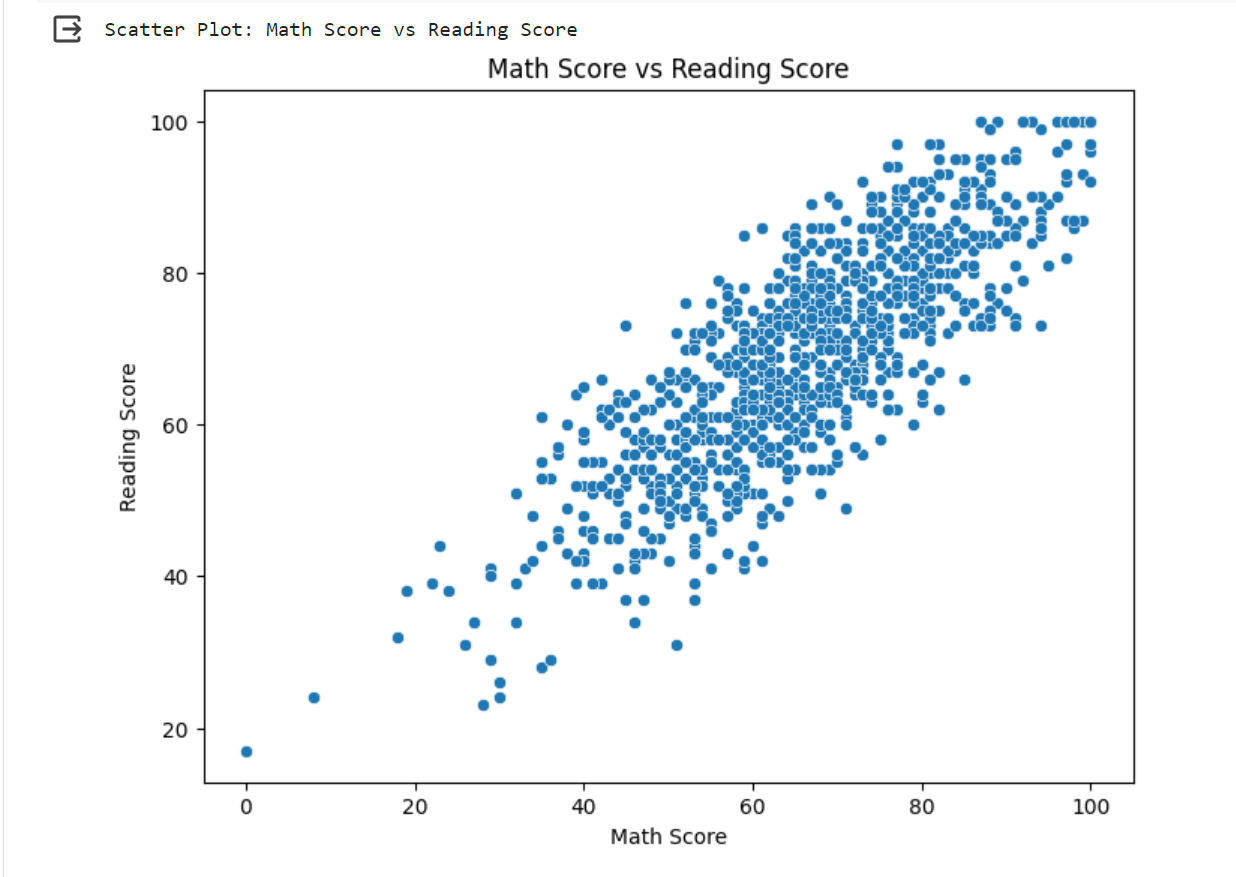 Scatter Plot: Math Score vs Reading Score
Math Score vs Reading Score
100
80
60
40
20
Reading Score
0 20 40 60 80 100
Math Score